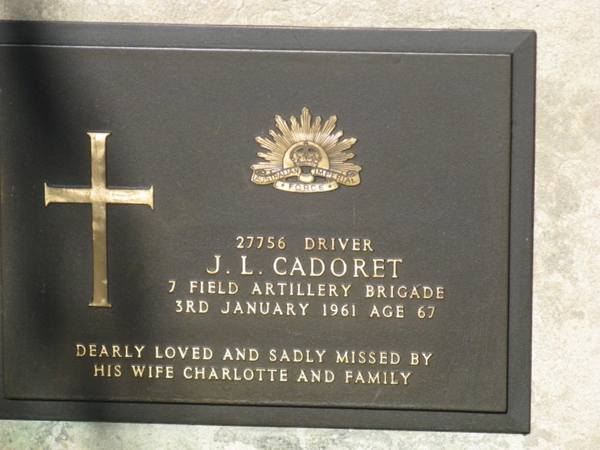 AUSTRALIAN IMPERIAL
FORCE
27756 DRIVER
J. L. CADORET
7 FIELD ARTILLERY BRIGADE
3RD JANUARY 1961 AGE 67
DEARLY LOVED AND SADLY MISSED BY
HIS WIFE CHARLOTTE AND FAMILY